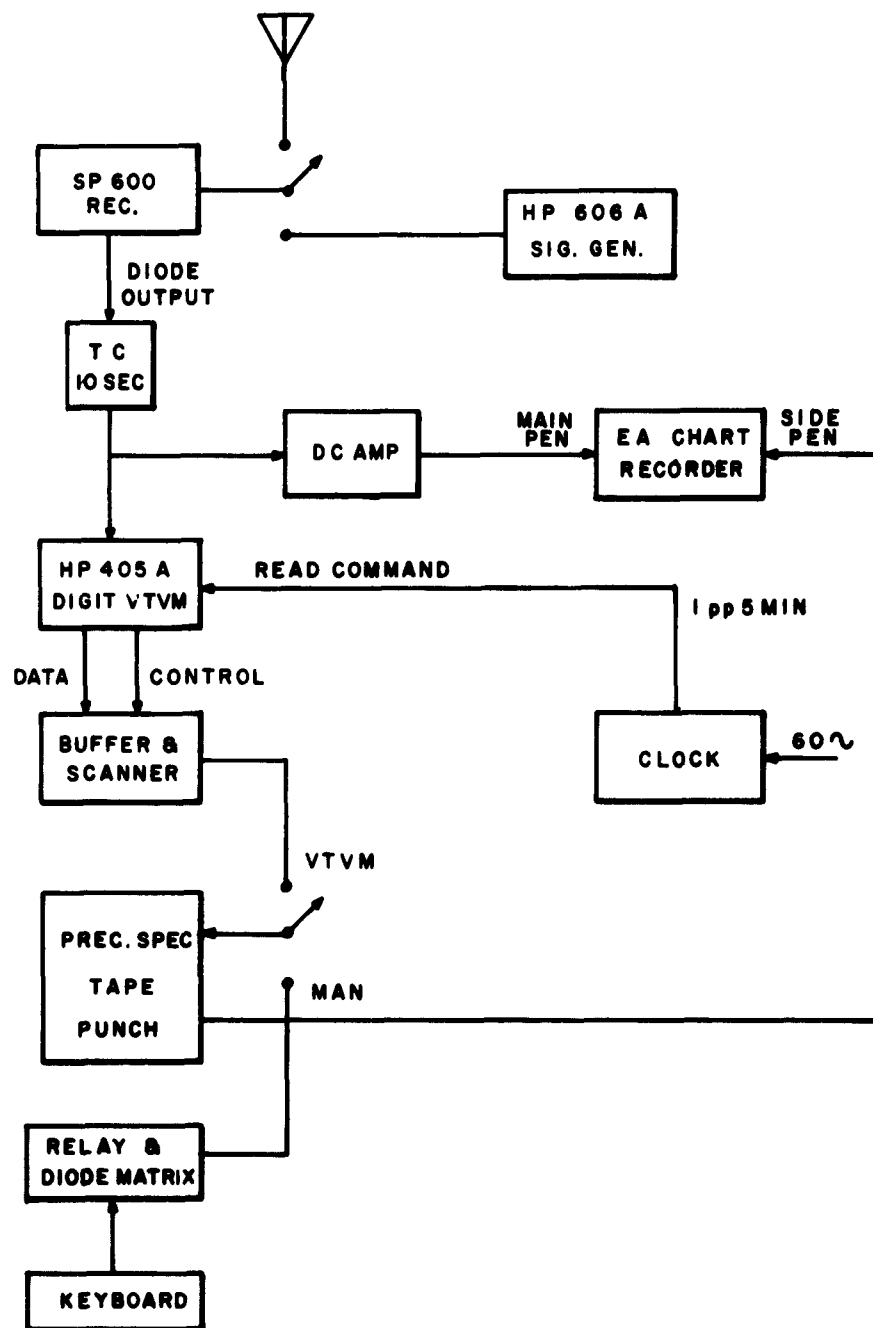 SP 600
REC.
HP 606 A
SIG. GEN.
DIODE
OUTPUT
TC
10 SEC
DC AMP
MAIN
PEN
EA CHART
RECORDER
SIDE
PEN
HP 405 A
DIGIT VTVM
READ COMMAND
1 pp 5 MIN
DATA
CONTROL
BUFFER &
SCANNER
CLOCK
60~
VTVM
PREC. SPEC
TAPE
PUNCH
MAN
RELAY &
DIODE MATRIX
KEYBOARD